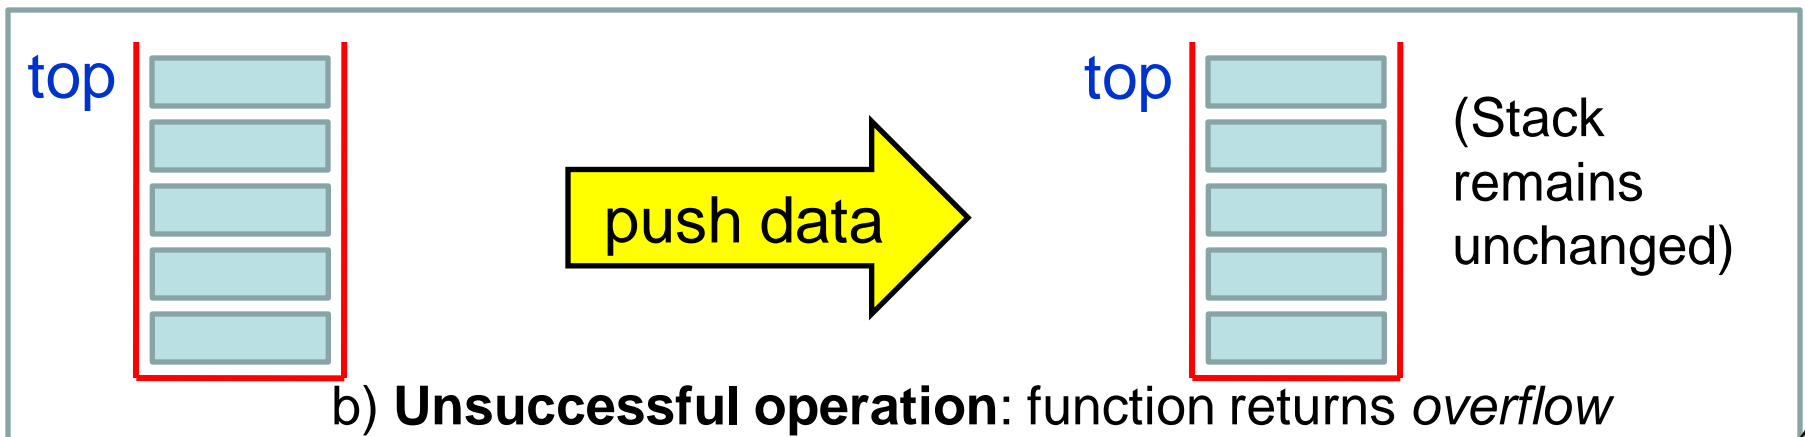 top
push data
top
(Stack
remains
unchanged)
b) Unsuccessful operation: function returns overflow